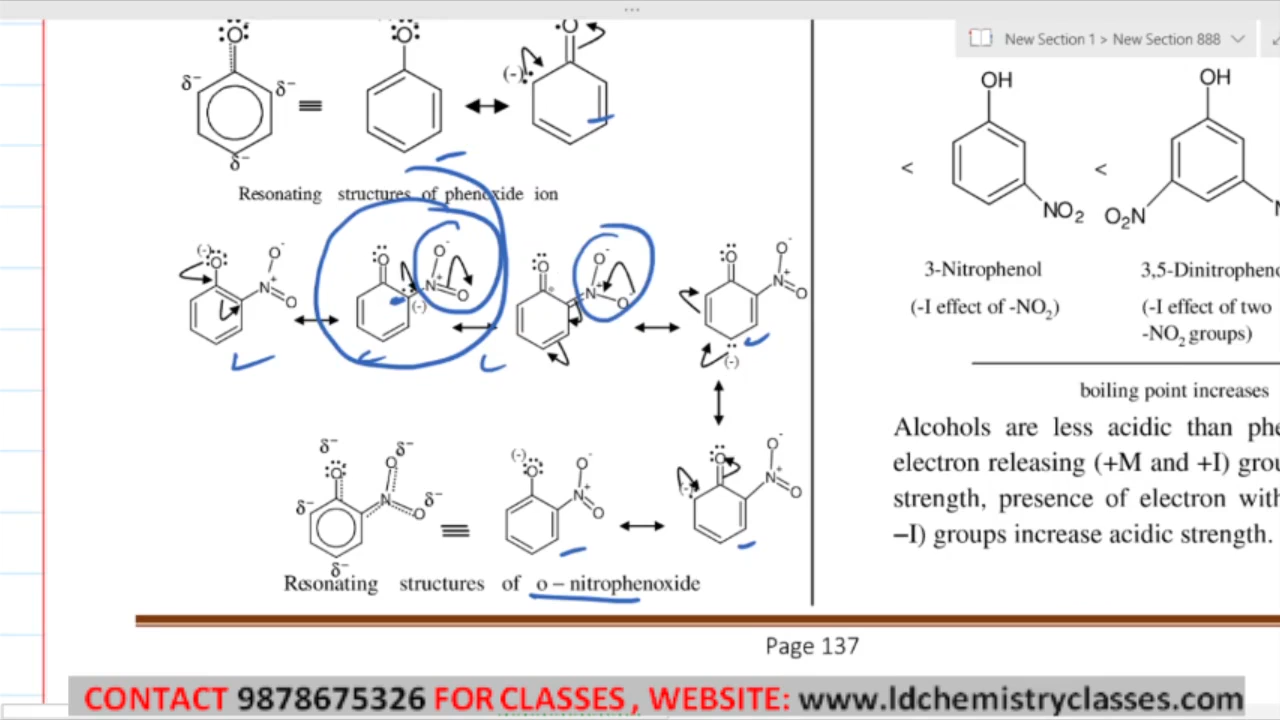 New Section 1 > New Section 888
Resonating structures of phenoxide ion
OH
<
NO2
3-Nitrophenol
(-I effect of -NO2)
OH
<
O2N
3,5-Dinitropheno
(-I effect of two
-NO2 groups)
boiling point increases
Alcohols are less acidic than phe
electron releasing (+M and +I) grou
strength, presence of electron with
–I) groups increase acidic strength.
Resonating structures of o – nitrophenoxide
Page 137
CONTACT 9878675326 FOR CLASSES , WEBSITE: www.ldchemistryclasses.com